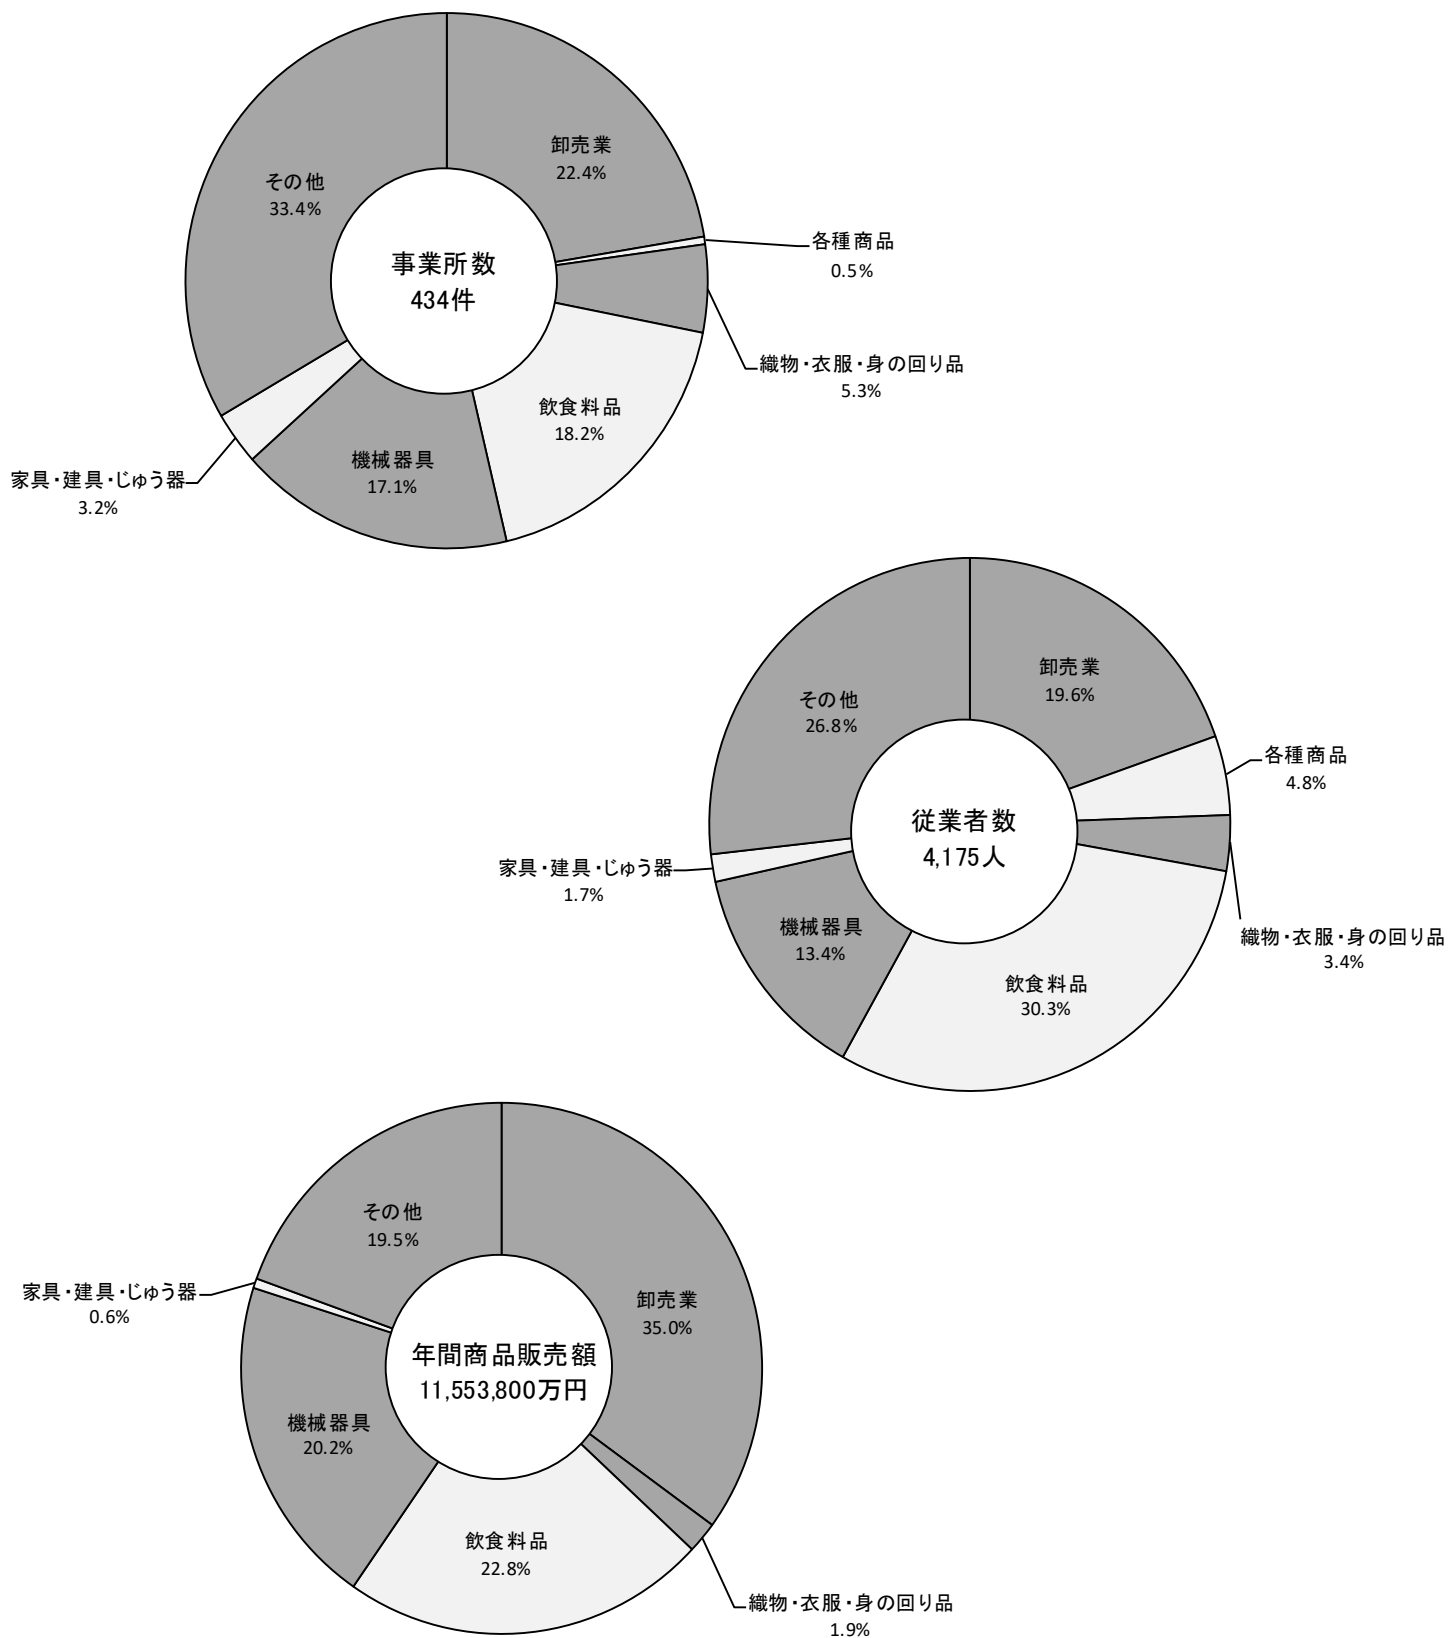 卸売業
22.4%
各種商品
0.5%
織物・衣服・身の回り品
5.3%
飲食料品
18.2%
機械器具
17.1%
家具・建具・じゅう器
3.2%
その他
33.4%
事業所数
434件
卸売業
19.6%
各種商品
4.8%
織物・衣服・身の回り品
3.4%
飲食料品
30.3%
機械器具
13.4%
家具・建具・じゅう器
1.7%
その他
26.8%
従業者数
4,175人
卸売業
35.0%
織物・衣服・身の回り品
1.9%
飲食料品
22.8%
機械器具
20.2%
家具・建具・じゅう器
0.6%
その他
19.5%
年間商品販売額
11,553,800万円